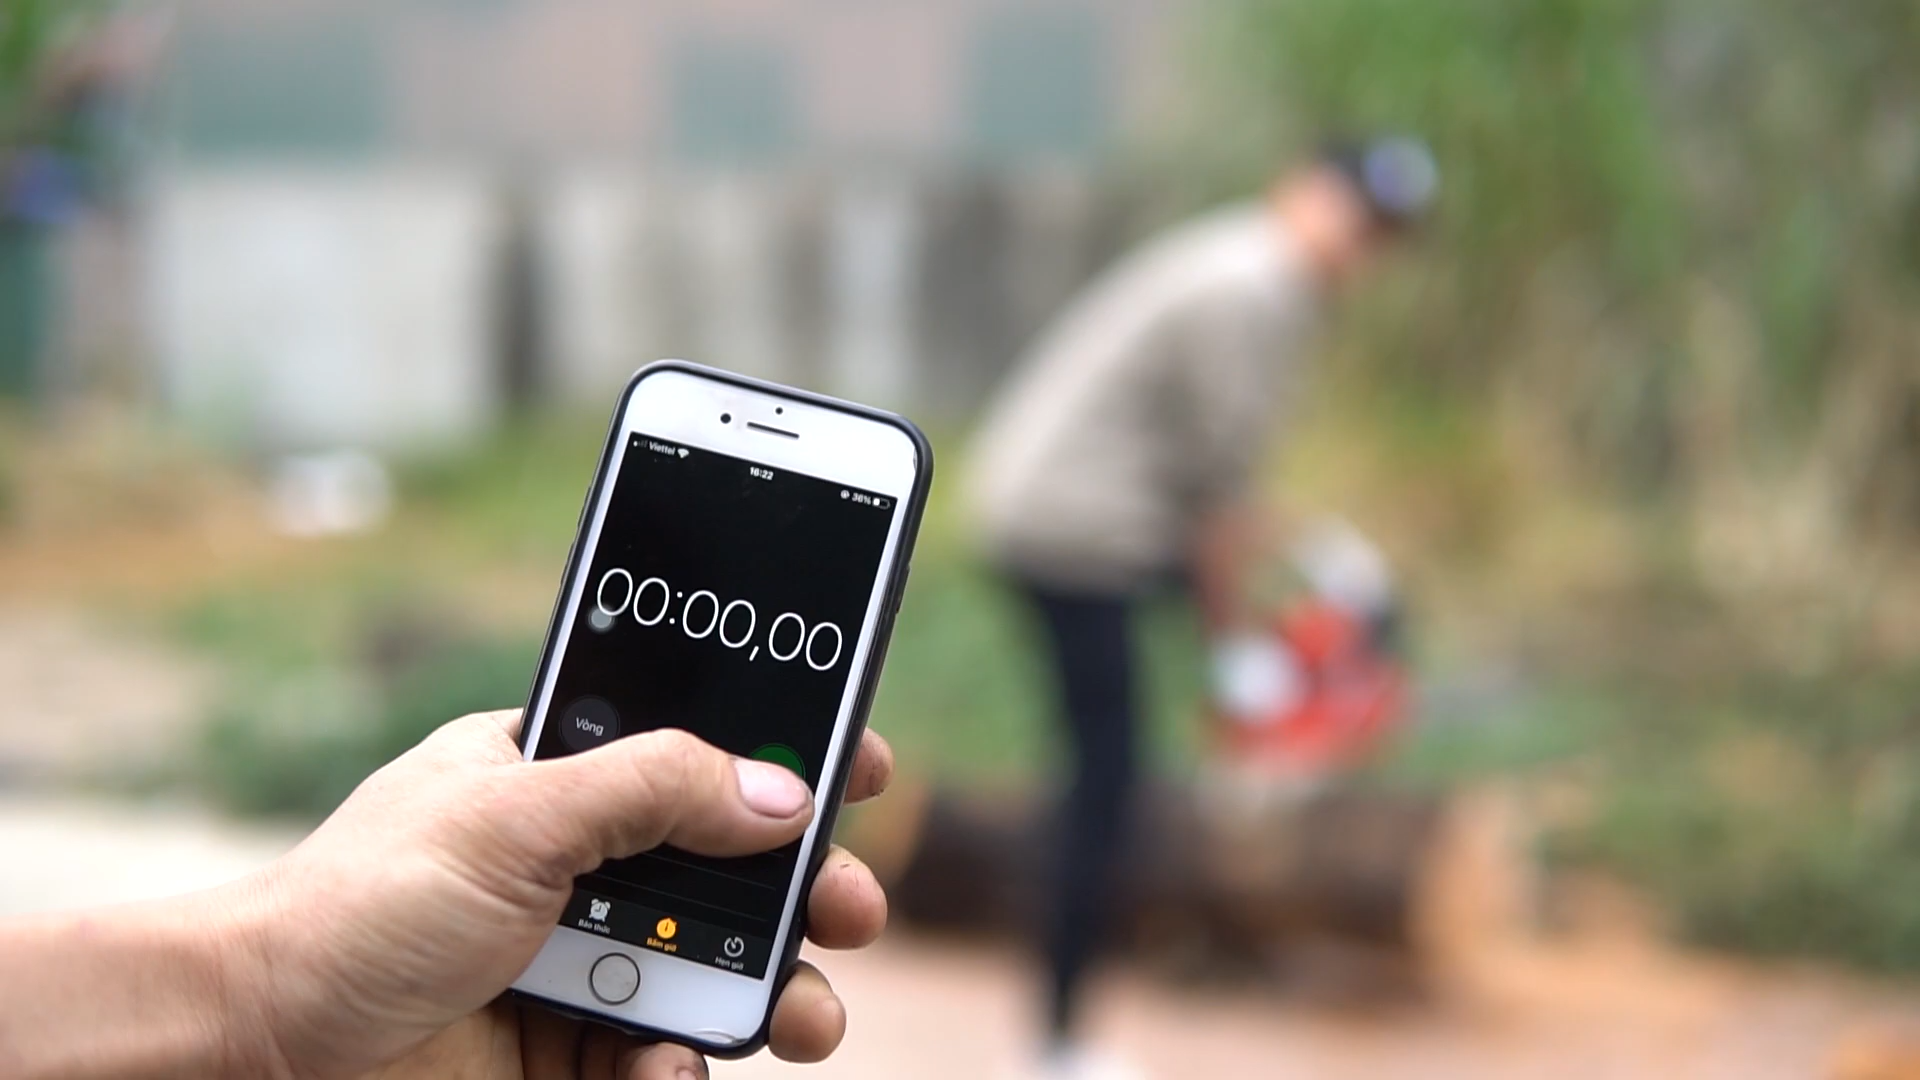 Viettel
16:22
36%
00:00,00
Vòng
Báo thức
Bấm giờ
Hẹn giờ